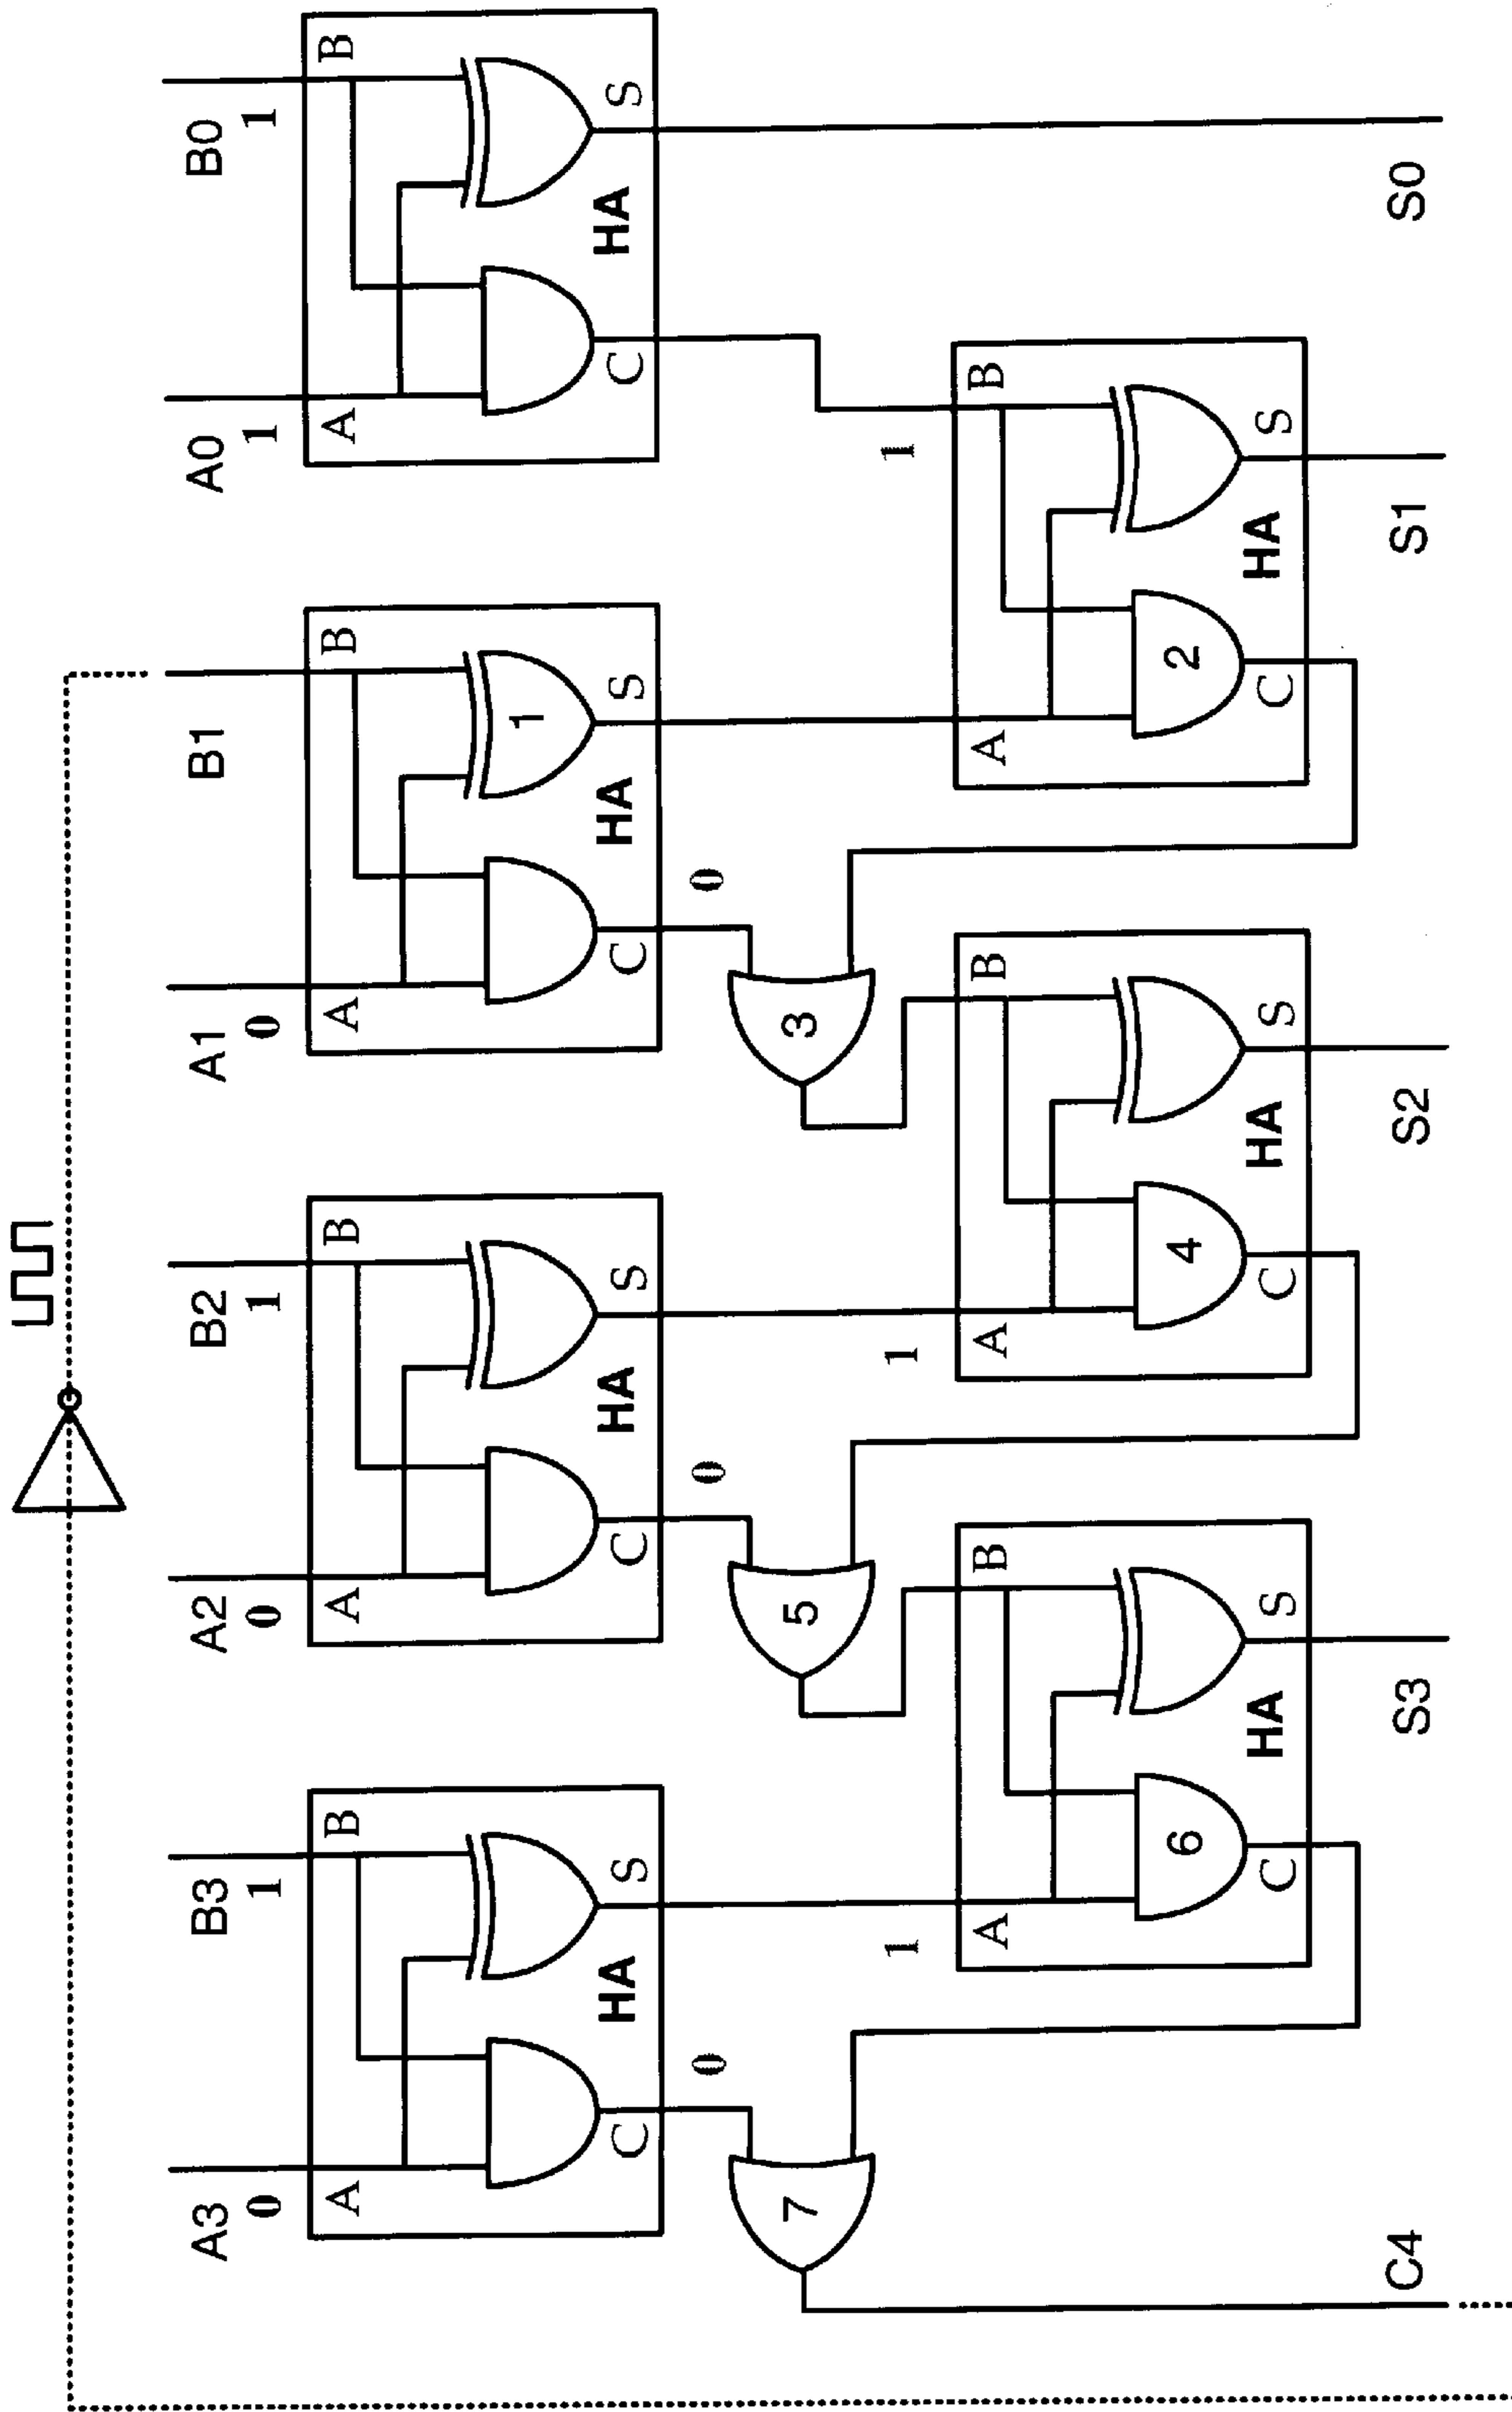 A3 B3 A2 B2 A1 B1 A0 B0
0 1 0 1 0 1 1
A B A B A B A B
1
C HA S C HA S C HA S C HA S
0 0 0
7 5 3
1 1 1
A B A B A B
6 4 2
C HA S C HA S C HA S
C4 S3 S2 S1 S0